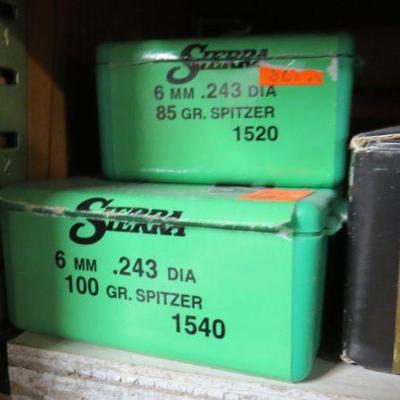 SIERRA
6 MM .243 DIA
85 GR. SPITZER
1520
SIERRA
6 MM .243 DIA
100 GR. SPITZER
1540